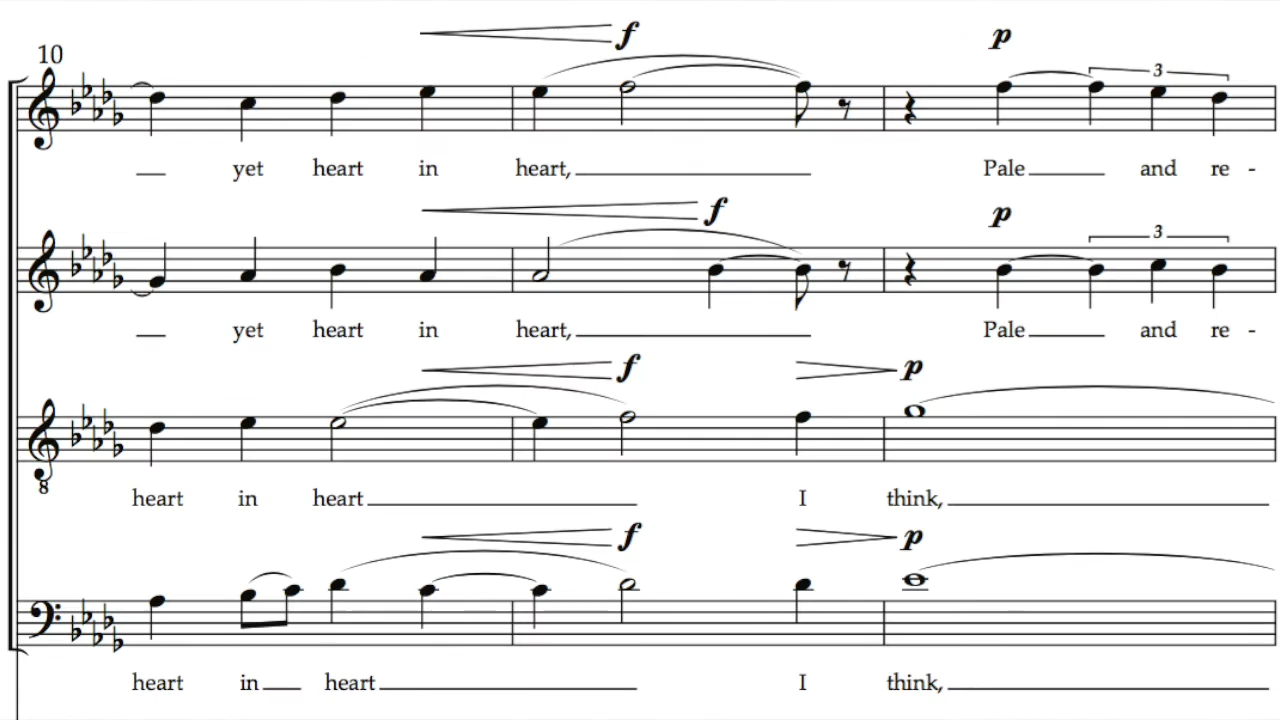 10
f p
3
yet heart in heart, Pale and re -
f p
3
yet heart in heart, Pale and re -
f p
8
heart in heart I think,
f p
heart in heart I think,